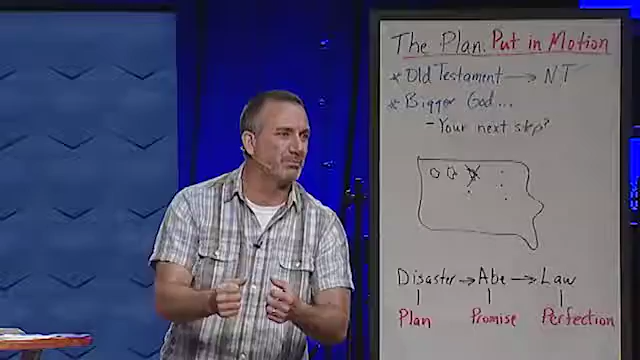 The Plan: Put in Motion
* Old Testament → NT
* Bigger God...
- Your next step?
Disaster → Abe → Law
Plan Promise Perfection